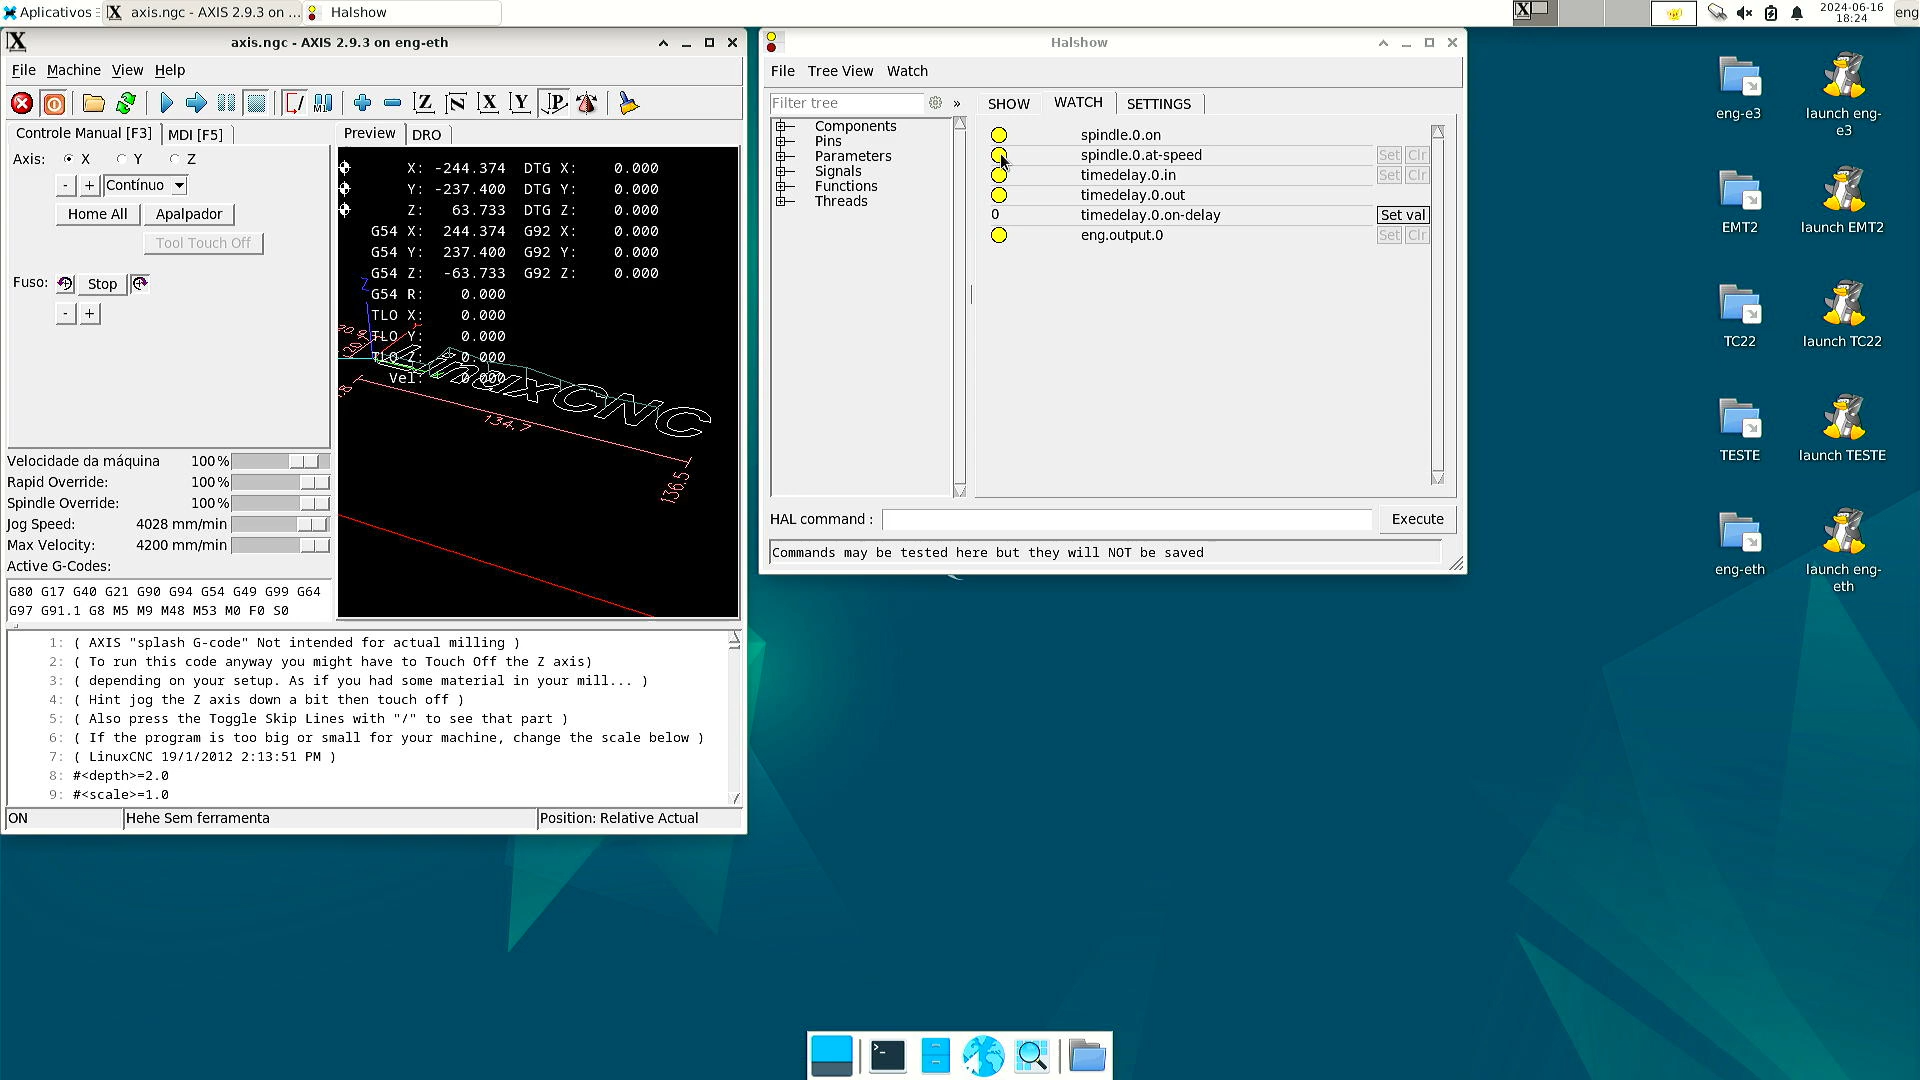 Aplicativos
axis.ngc - AXIS 2.9.3 on ...
Halshow
2024-06-16
18:24
eng
axis.ngc - AXIS 2.9.3 on eng-eth
File Machine View Help
Controle Manual [F3]
MDI [F5]
Axis: X Y Z
- + Contínuo
Home All
Apalpador
Tool Touch Off
Fuso: Stop
- +
Velocidade da máquina 100 %
Rapid Override: 100 %
Spindle Override: 100 %
Jog Speed: 4028 mm/min
Max Velocity: 4200 mm/min
Active G-Codes:
G80 G17 G40 G21 G90 G94 G54 G49 G99 G64
G97 G91.1 G8 M5 M9 M48 M53 M0 F0 S0
Preview
DRO
X: -244.374 DTG X: 0.000
Y: -237.400 DTG Y: 0.000
Z: 63.733 DTG Z: 0.000
G54 X: 244.374 G92 X: 0.000
G54 Y: 237.400 G92 Y: 0.000
G54 Z: -63.733 G92 Z: 0.000
G54 R: 0.000
TLO X: 0.000
TLO Y: 0.000
TLO Z: 0.000
Vel: 0.000
Z
LinuxCNC
134.7
136.5
1: ( AXIS "splash G-code" Not intended for actual milling )
2: ( To run this code anyway you might have to Touch Off the Z axis)
3: ( depending on your setup. As if you had some material in your mill... )
4: ( Hint jog the Z axis down a bit then touch off )
5: ( Also press the Toggle Skip Lines with "/" to see that part )
6: ( If the program is too big or small for your machine, change the scale below )
7: ( LinuxCNC 19/1/2012 2:13:51 PM )
8: #<depth>=2.0
9: #<scale>=1.0
ON
Hehe Sem ferramenta
Position: Relative Actual
Halshow
File Tree View Watch
Filter tree
»
SHOW
WATCH
SETTINGS
Components
Pins
Parameters
Signals
Functions
Threads
spindle.0.on
spindle.0.at-speed Set Clr
timedelay.0.in Set Clr
timedelay.0.out
0 timedelay.0.on-delay Set val
eng.output.0 Set Clr
HAL command :
Execute
Commands may be tested here but they will NOT be saved
eng-e3
launch eng-
e3
EMT2
launch EMT2
TC22
launch TC22
TESTE
launch TESTE
eng-eth
launch eng-
eth